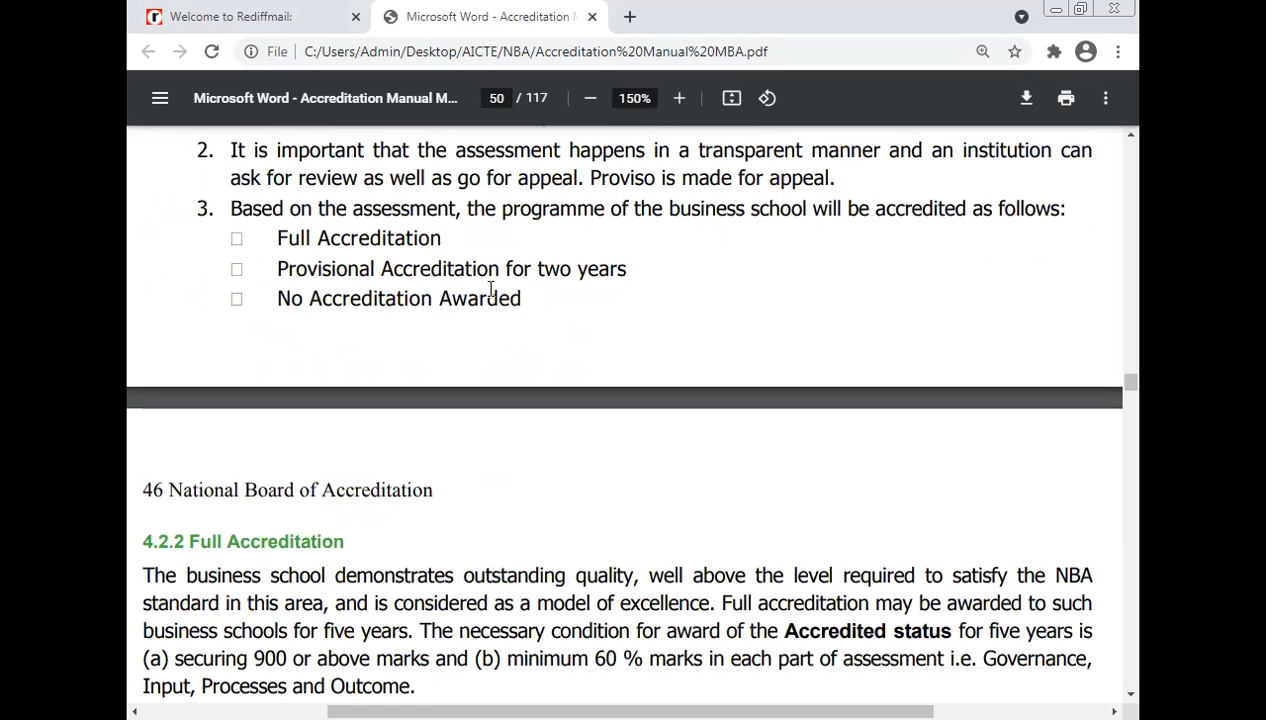 Welcome to Rediffmail:
Microsoft Word - Accreditation M
File C:/Users/Admin/Desktop/AICTE/NBA/Accreditation%20Manual%20MBA.pdf
Microsoft Word - Accreditation Manual M... 50 / 117 150%
2. It is important that the assessment happens in a transparent manner and an institution can
ask for review as well as go for appeal. Proviso is made for appeal.
3. Based on the assessment, the programme of the business school will be accredited as follows:
Full Accreditation
Provisional Accreditation for two years
No Accreditation Awarded
46 National Board of Accreditation
4.2.2 Full Accreditation
The business school demonstrates outstanding quality, well above the level required to satisfy the NBA
standard in this area, and is considered as a model of excellence. Full accreditation may be awarded to such
business schools for five years. The necessary condition for award of the Accredited status for five years is
(a) securing 900 or above marks and (b) minimum 60 % marks in each part of assessment i.e. Governance,
Input, Processes and Outcome.